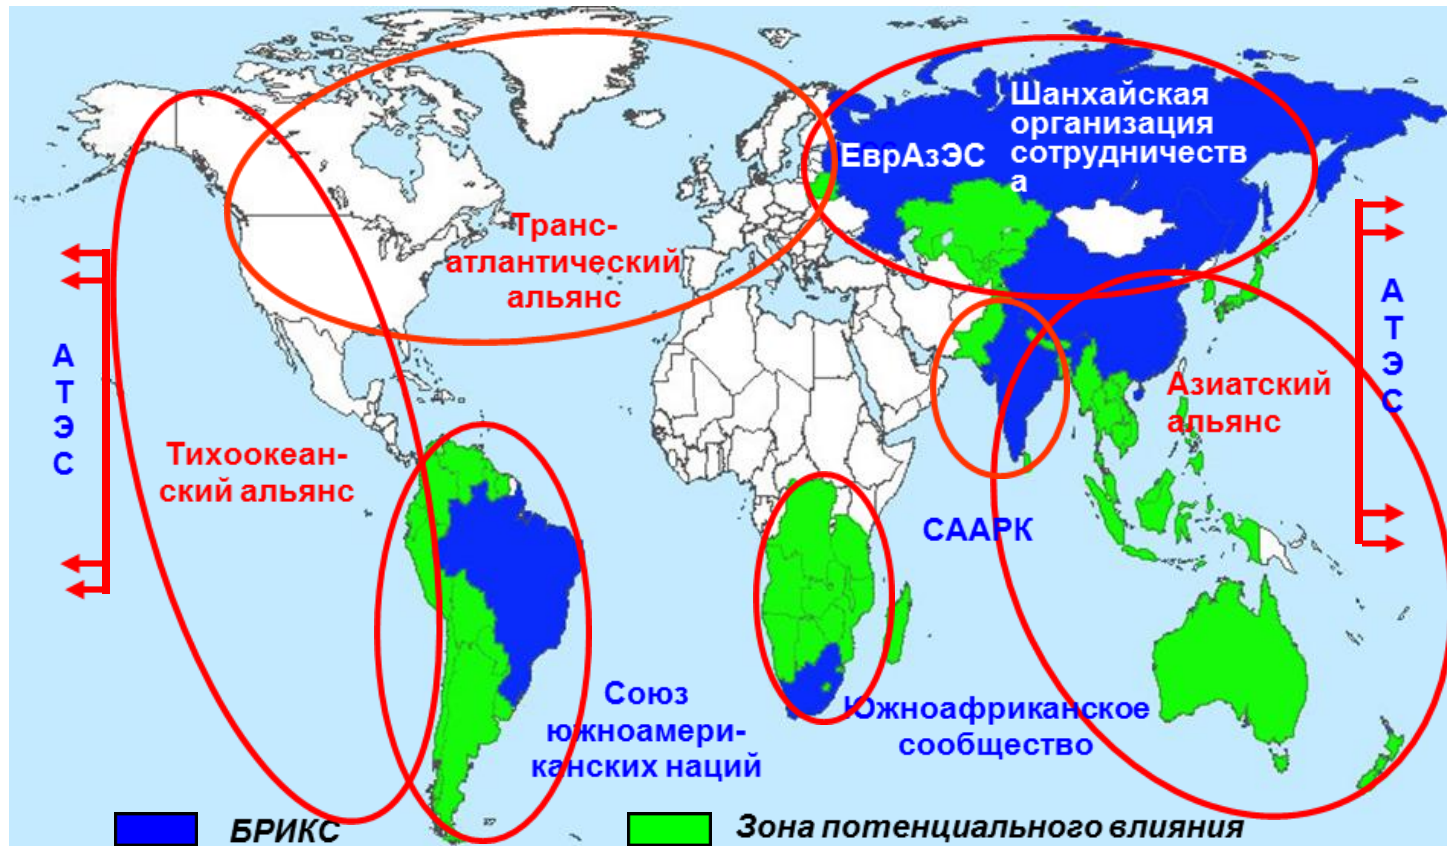 Шанхайская
организация
сотрудничеств
а
ЕврАзЭС
Транс-
атлантический
альянс
А
Т
Э
С
А
Т
Э
С
Азиатский
альянс
Тихоокеан-
ский альянс
СААРК
Союз
южноамери-
канских наций
Южноафриканское
сообщество
БРИКС
Зона потенциального влияния